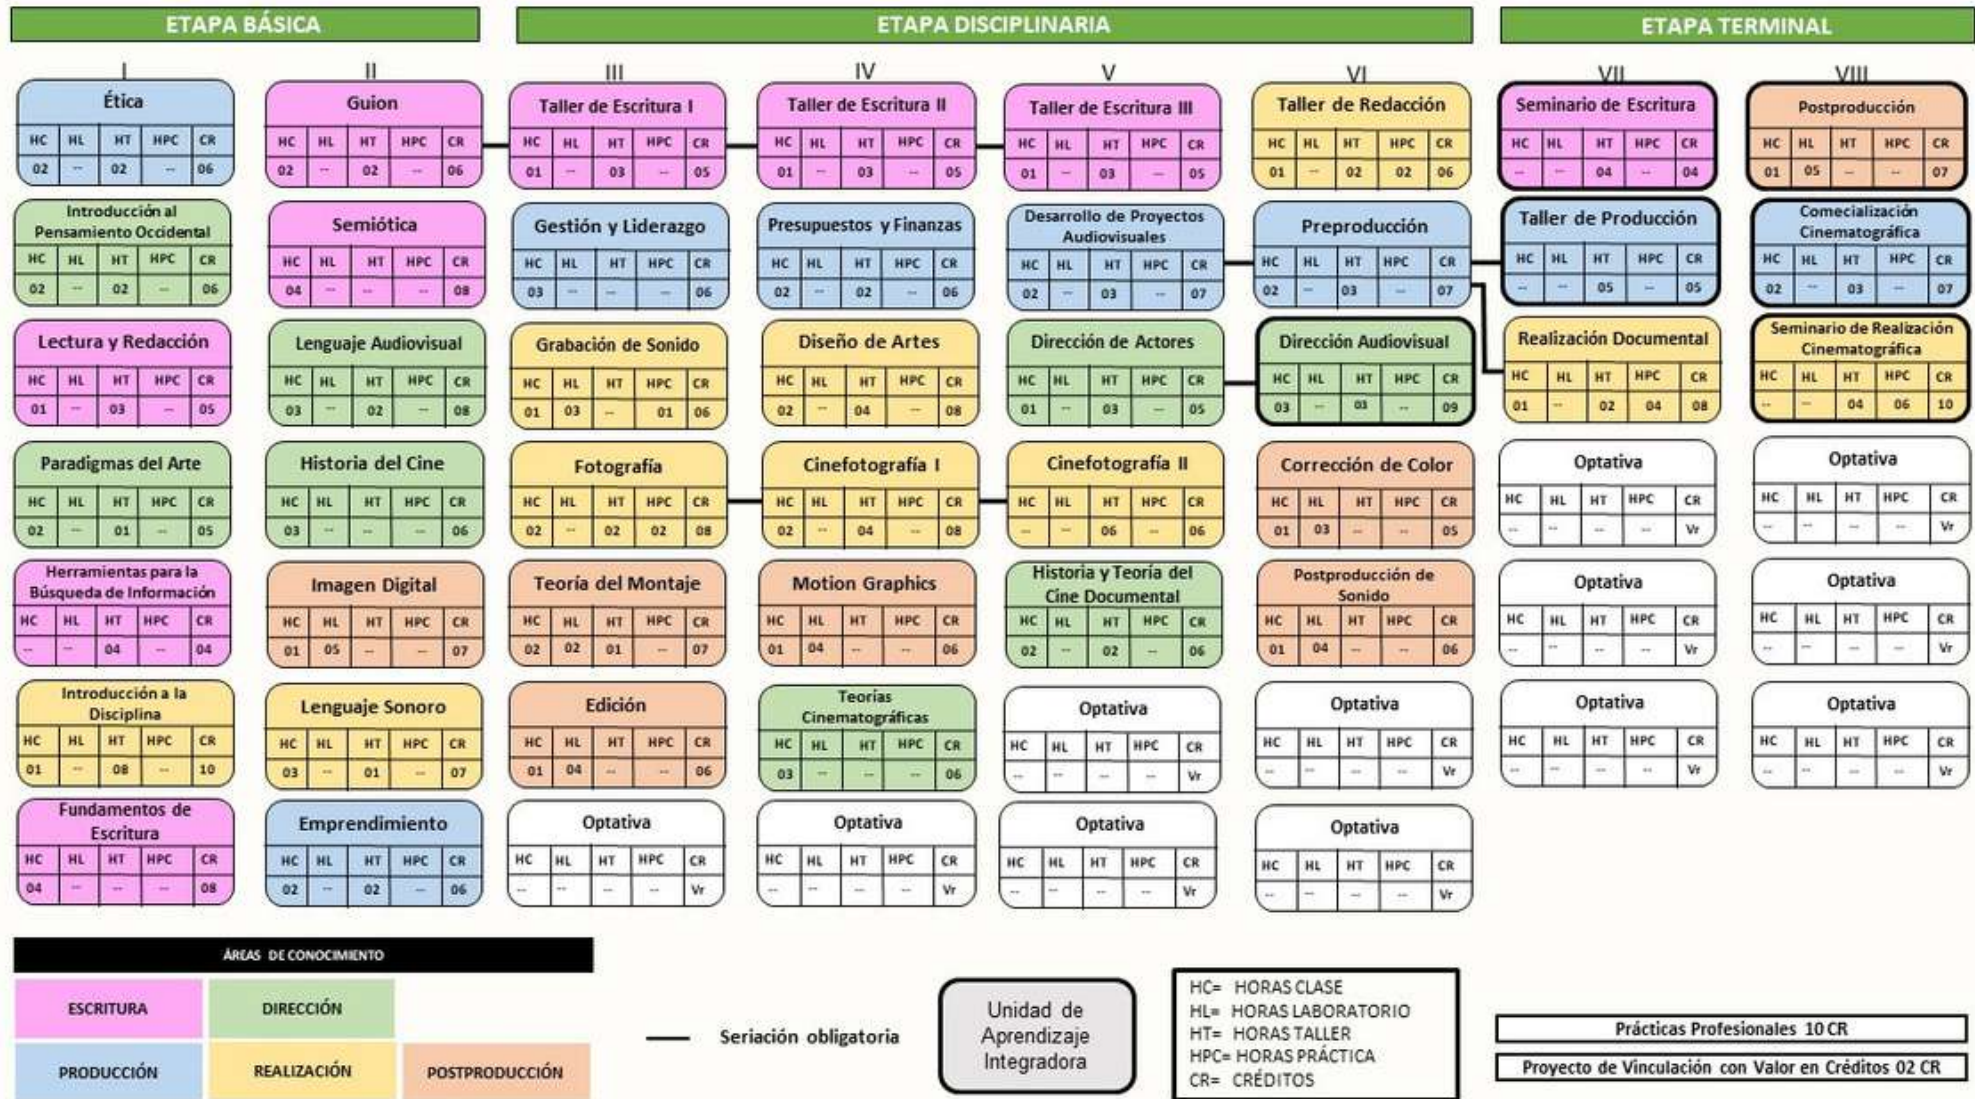 ETAPA BÁSICA
ETAPA DISCIPLINARIA
ETAPA TERMINAL
I
II
III
IV
V
VI
VII
VIII
Ética
HC HL HT HPC CR
02 -- 02 -- 06
Introducción al
Pensamiento Occidental
HC HL HT HPC CR
02 -- 02 -- 06
Lectura y Redacción
HC HL HT HPC CR
01 -- 03 -- 05
Paradigmas del Arte
HC HL HT HPC CR
02 -- 01 -- 05
Herramientas para la
Búsqueda de Información
HC HL HT HPC CR
-- -- 04 -- 04
Introducción a la
Disciplina
HC HL HT HPC CR
01 -- 08 -- 10
Fundamentos de
Escritura
HC HL HT HPC CR
04 -- -- -- 08
Guion
HC HL HT HPC CR
02 -- 02 -- 06
Semiótica
HC HL HT HPC CR
04 -- -- -- 08
Lenguaje Audiovisual
HC HL HT HPC CR
03 -- 02 -- 08
Historia del Cine
HC HL HT HPC CR
03 -- -- -- 06
Imagen Digital
HC HL HT HPC CR
01 05 -- -- 07
Lenguaje Sonoro
HC HL HT HPC CR
03 -- 01 -- 07
Emprendimiento
HC HL HT HPC CR
02 -- 02 -- 06
Taller de Escritura I
HC HL HT HPC CR
01 -- 03 -- 05
Gestión y Liderazgo
HC HL HT HPC CR
03 -- -- -- 06
Grabación de Sonido
HC HL HT HPC CR
01 03 -- 01 06
Fotografía
HC HL HT HPC CR
02 -- 02 02 08
Teoría del Montaje
HC HL HT HPC CR
02 02 01 -- 07
Edición
HC HL HT HPC CR
01 04 -- -- 06
Optativa
HC HL HT HPC CR
-- -- -- -- Vr
Taller de Escritura II
HC HL HT HPC CR
01 -- 03 -- 05
Presupuestos y Finanzas
HC HL HT HPC CR
02 -- 02 -- 06
Diseño de Artes
HC HL HT HPC CR
02 -- 04 -- 08
Cinefotografía I
HC HL HT HPC CR
02 -- 04 -- 08
Motion Graphics
HC HL HT HPC CR
01 04 -- -- 06
Teorías
Cinematográficas
HC HL HT HPC CR
03 -- -- -- 06
Optativa
HC HL HT HPC CR
-- -- -- -- Vr
Taller de Escritura III
HC HL HT HPC CR
01 -- 03 -- 05
Desarrollo de Proyectos
Audiovisuales
HC HL HT HPC CR
02 -- 03 -- 07
Dirección de Actores
HC HL HT HPC CR
01 -- 03 -- 05
Cinefotografía II
HC HL HT HPC CR
-- -- 06 -- 06
Historia y Teoría del
Cine Documental
HC HL HT HPC CR
02 -- 02 -- 06
Optativa
HC HL HT HPC CR
-- -- -- -- Vr
Optativa
HC HL HT HPC CR
-- -- -- -- Vr
Taller de Redacción
HC HL HT HPC CR
01 -- 02 02 06
Preproducción
HC HL HT HPC CR
02 -- 03 -- 07
Dirección Audiovisual
HC HL HT HPC CR
03 -- 03 -- 09
Corrección de Color
HC HL HT HPC CR
01 03 -- -- 05
Postproducción de
Sonido
HC HL HT HPC CR
01 04 -- -- 06
Optativa
HC HL HT HPC CR
-- -- -- -- Vr
Optativa
HC HL HT HPC CR
-- -- -- -- Vr
Seminario de Escritura
HC HL HT HPC CR
-- -- 04 -- 04
Taller de Producción
HC HL HT HPC CR
-- -- 05 -- 05
Realización Documental
HC HL HT HPC CR
01 -- 02 04 08
Optativa
HC HL HT HPC CR
-- -- -- -- Vr
Optativa
HC HL HT HPC CR
-- -- -- -- Vr
Optativa
HC HL HT HPC CR
-- -- -- -- Vr
Postproducción
HC HL HT HPC CR
01 05 -- -- 07
Comecialización
Cinematográfica
HC HL HT HPC CR
02 -- 03 -- 07
Seminario de Realización
Cinematográfica
HC HL HT HPC CR
-- -- 04 06 10
Optativa
HC HL HT HPC CR
-- -- -- -- Vr
Optativa
HC HL HT HPC CR
-- -- -- -- Vr
Optativa
HC HL HT HPC CR
-- -- -- -- Vr
ÁREAS DE CONOCIMIENTO
ESCRITURA
DIRECCIÓN
PRODUCCIÓN
REALIZACIÓN
POSTPRODUCCIÓN
Seriación obligatoria
Unidad de
Aprendizaje
Integradora
HC= HORAS CLASE
HL= HORAS LABORATORIO
HT= HORAS TALLER
HPC= HORAS PRÁCTICA
CR= CRÉDITOS
Prácticas Profesionales 10 CR
Proyecto de Vinculación con Valor en Créditos 02 CR